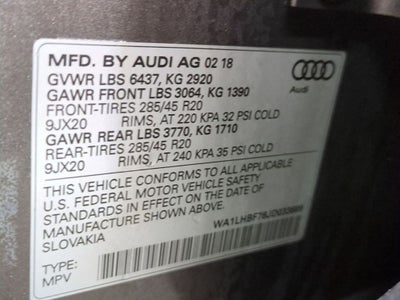 MFD. BY AUDI AG 02 18
GVWR LBS 6437, KG 2920
GAWR FRONT LBS 3064, KG 1390
FRONT-TIRES 285/45 R20
9JX20 RIMS, AT 220 KPA 32 PSI COLD
GAWR REAR LBS 3770, KG 1710
REAR-TIRES 285/45 R20
9JX20 RIMS, AT 240 KPA 35 PSI COLD
Audi
THIS VEHICLE CONFORMS TO ALL APPLICABLE
U.S. FEDERAL MOTOR VEHICLE SAFETY
STANDARDS IN EFFECT ON THE DATE OF
MANUFACTURE SHOWN ABOVE.
SLOVAKIA
TYPE:
MPV